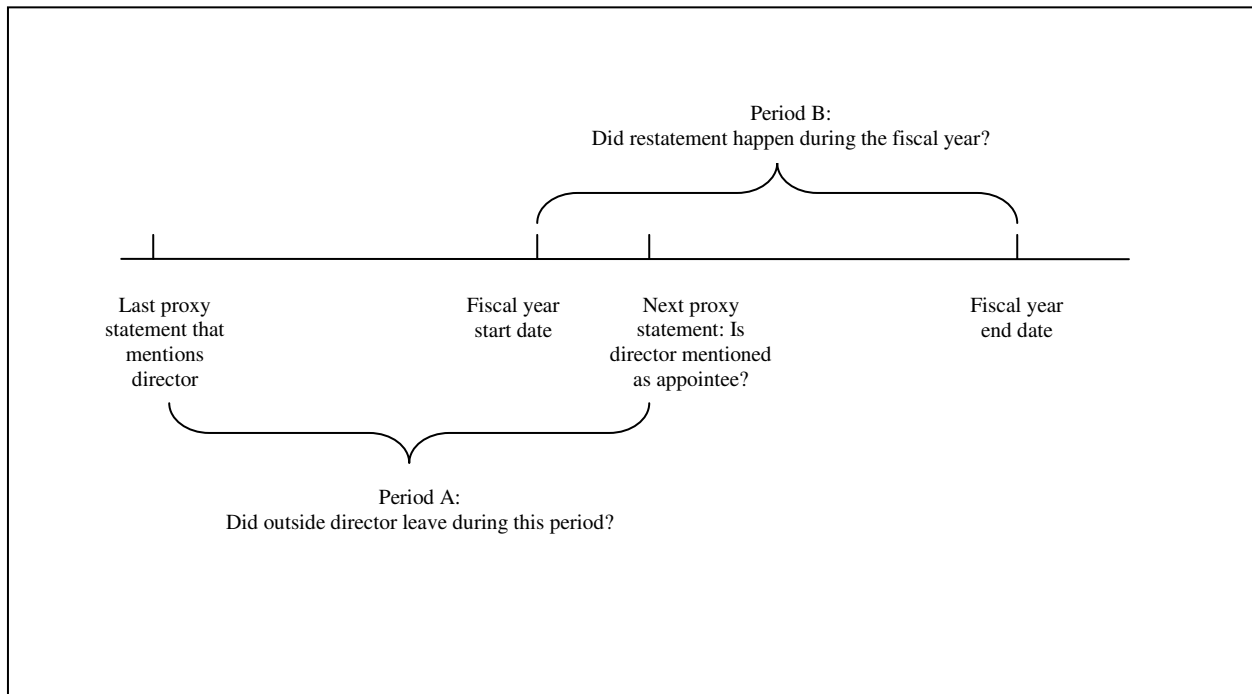 Period B:
Did restatement happen during the fiscal year?
Last proxy
statement that
mentions
director
Fiscal year
start date
Next proxy
statement: Is
director mentioned
as appointee?
Fiscal year
end date
Period A:
Did outside director leave during this period?